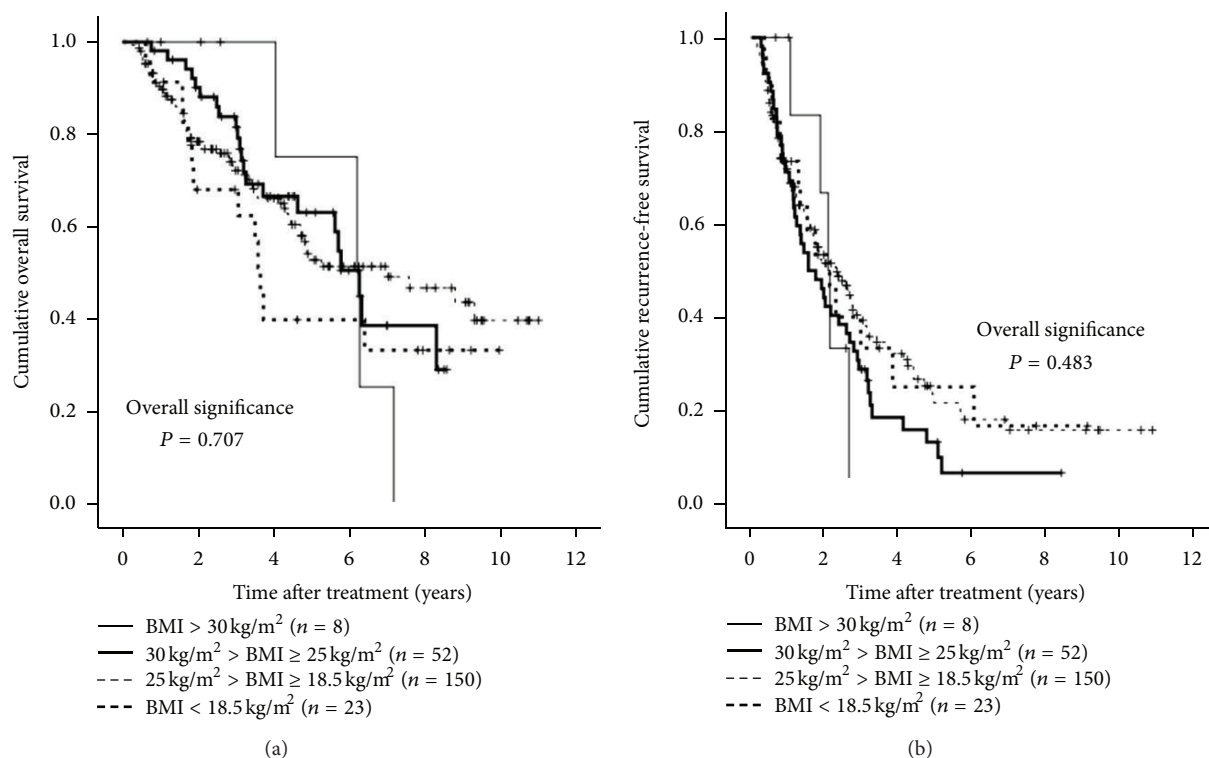 Cumulative overall survival
1.0
0.8
0.6
0.4
0.2
0.0
Overall significance
P = 0.707
0 2 4 6 8 10 12
Time after treatment (years)
BMI > 30 kg/m² (n = 8)
30 kg/m² > BMI ≥ 25 kg/m² (n = 52)
25 kg/m² > BMI ≥ 18.5 kg/m² (n = 150)
BMI < 18.5 kg/m² (n = 23)
(a)
Cumulative recurrence-free survival
1.0
0.8
0.6
0.4
0.2
0.0
Overall significance
P = 0.483
0 2 4 6 8 10 12
Time after treatment (years)
BMI > 30 kg/m² (n = 8)
30 kg/m² > BMI ≥ 25 kg/m² (n = 52)
25 kg/m² > BMI ≥ 18.5 kg/m² (n = 150)
BMI < 18.5 kg/m² (n = 23)
(b)